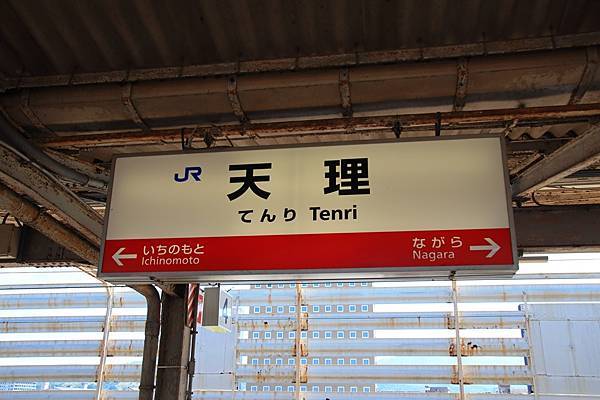 JR 天理
てんり Tenri
← いちのもと ながら →
Ichinomoto Nagara